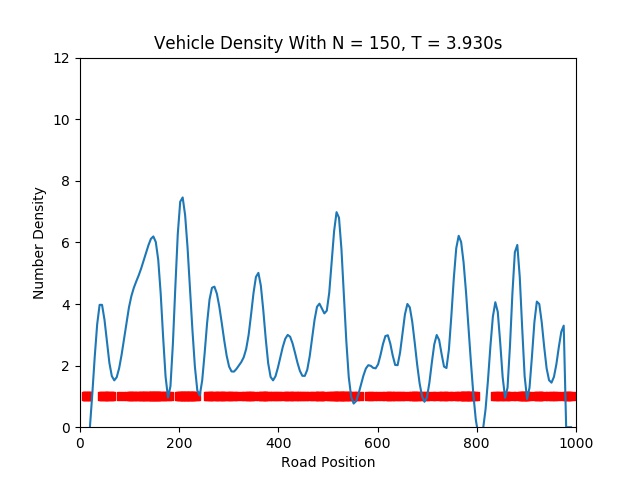 Vehicle Density With N = 150, T = 3.930s
12
10
8
6
4
2
0
Number Density
0 200 400 600 800 1000
Road Position